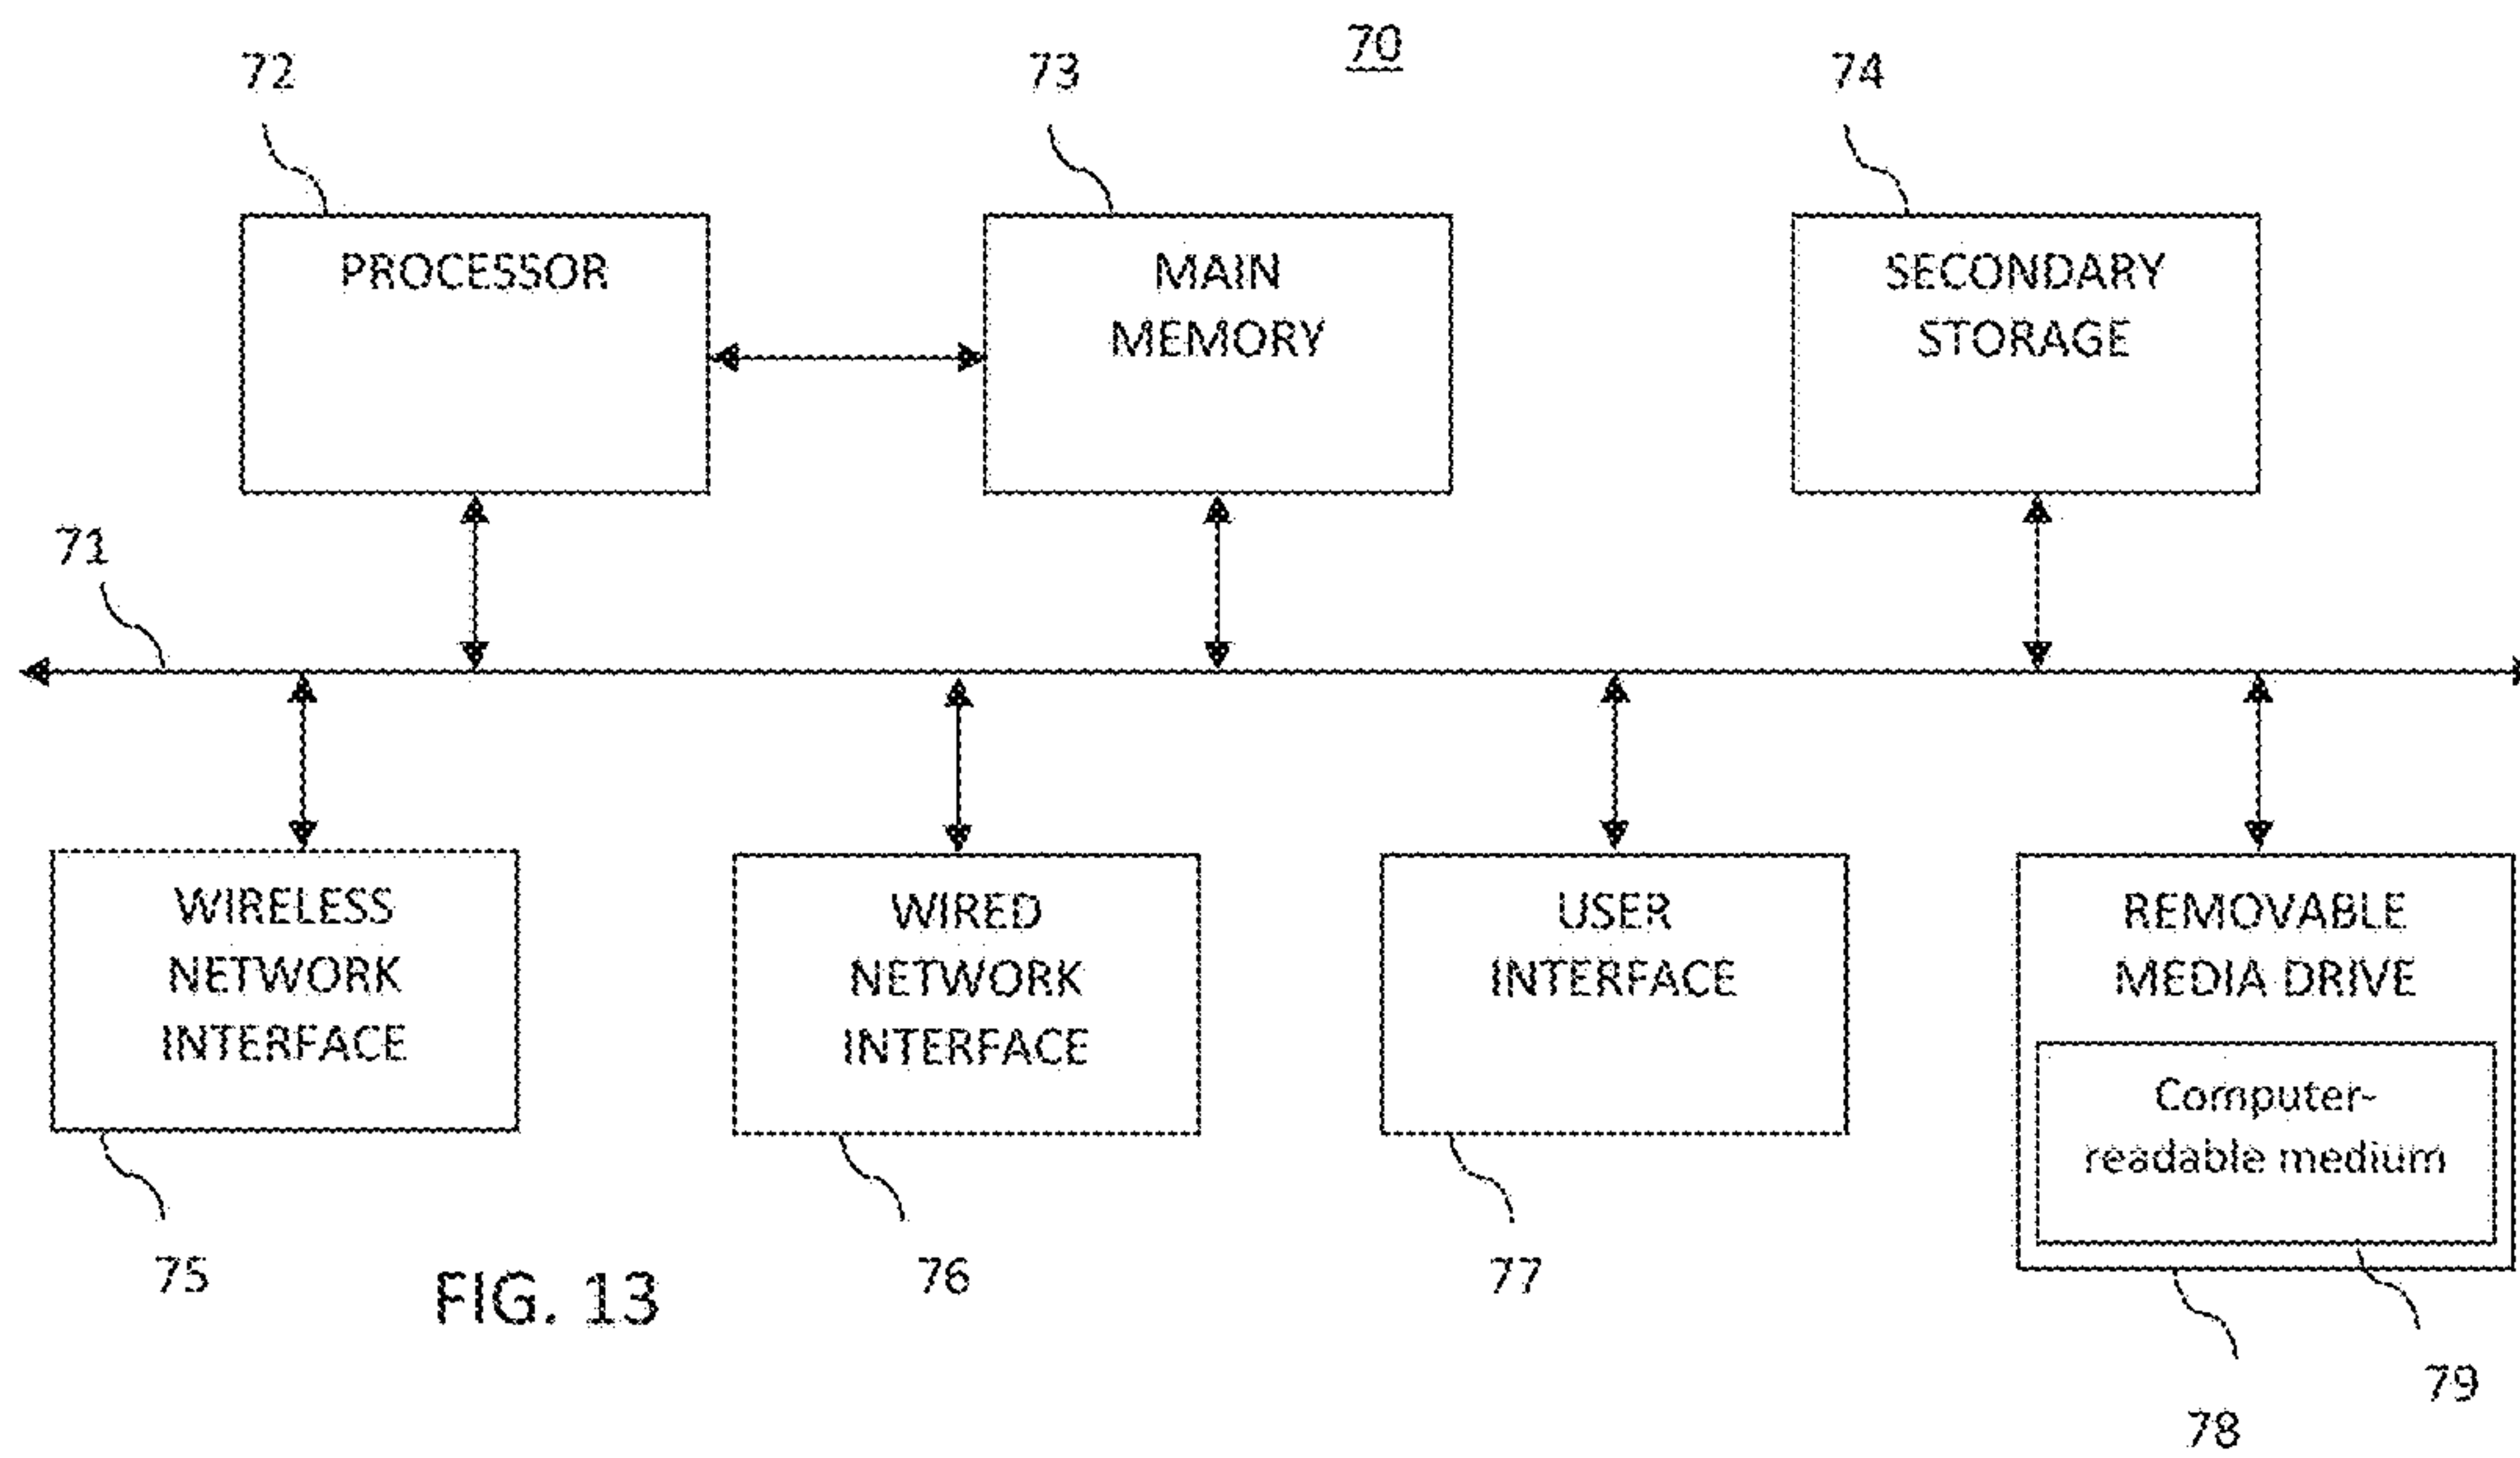 70
72
73
74
PROCESSOR
MAIN
MEMORY
SECONDARY
STORAGE
71
WIRELESS
NETWORK
INTERFACE
WIRED
NETWORK
INTERFACE
USER
INTERFACE
REMOVABLE
MEDIA DRIVE
Computer-
readable medium
75
76
77
79
78
FIG. 13